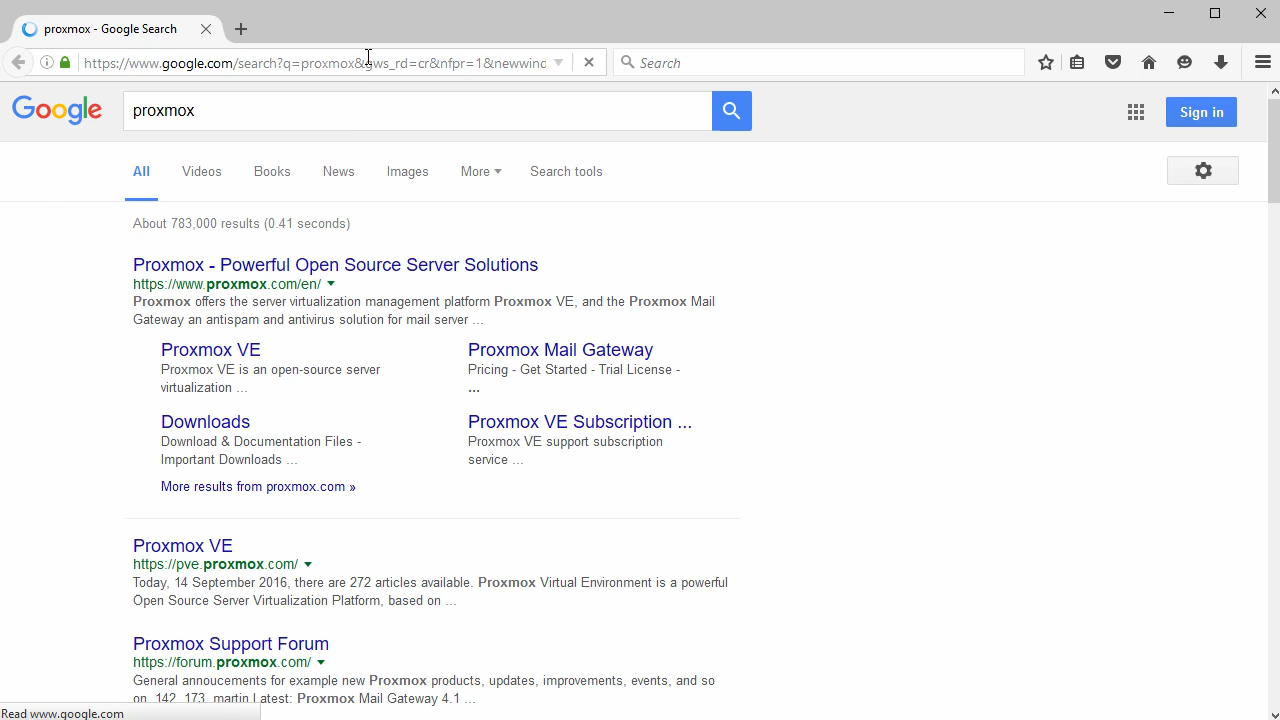 proxmox - Google Search
https://www.google.com/search?q=proxmox&gws_rd=cr&nfpr=1&newwind
Search
Google
proxmox
Sign in
All Videos Books News Images More Search tools
About 783,000 results (0.41 seconds)
Proxmox - Powerful Open Source Server Solutions
https://www.proxmox.com/en/
Proxmox offers the server virtualization management platform Proxmox VE, and the Proxmox Mail
Gateway an antispam and antivirus solution for mail server ...
Proxmox VE
Proxmox VE is an open-source server
virtualization ...
Proxmox Mail Gateway
Pricing - Get Started - Trial License -
...
Downloads
Download & Documentation Files -
Important Downloads ...
Proxmox VE Subscription ...
Proxmox VE support subscription
service ...
More results from proxmox.com »
Proxmox VE
https://pve.proxmox.com/
Today, 14 September 2016, there are 272 articles available. Proxmox Virtual Environment is a powerful
Open Source Server Virtualization Platform, based on ...
Proxmox Support Forum
https://forum.proxmox.com/
General annoucements for example new Proxmox products, updates, improvements, events, and so
on. 142, 173. martin Latest: Proxmox Mail Gateway 4.1 ...
Read www.google.com